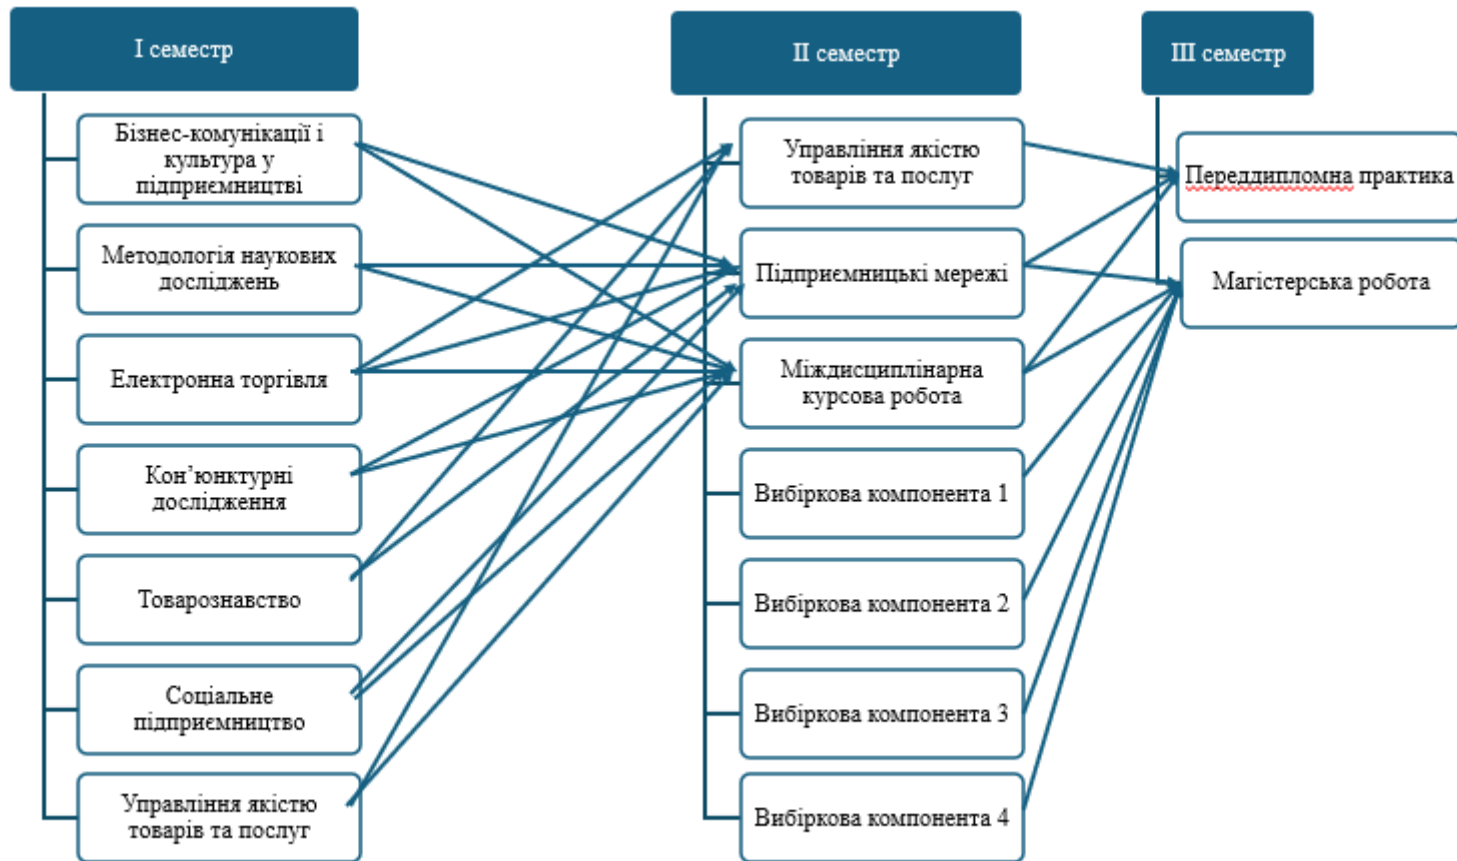 І семестр
Бізнес-комунікації і
культура у
підприємництві
Методологія наукових
досліджень
Електронна торгівля
Кон’юнктурні
дослідження
Товарознавство
Соціальне
підприємництво
Управління якістю
товарів та послуг
ІІ семестр
Управління якістю
товарів та послуг
Підприємницькі мережі
Міждисциплінарна
курсова робота
Вибіркова компонента 1
Вибіркова компонента 2
Вибіркова компонента 3
Вибіркова компонента 4
ІІІ семестр
Переддипломна практика
Магістерська робота